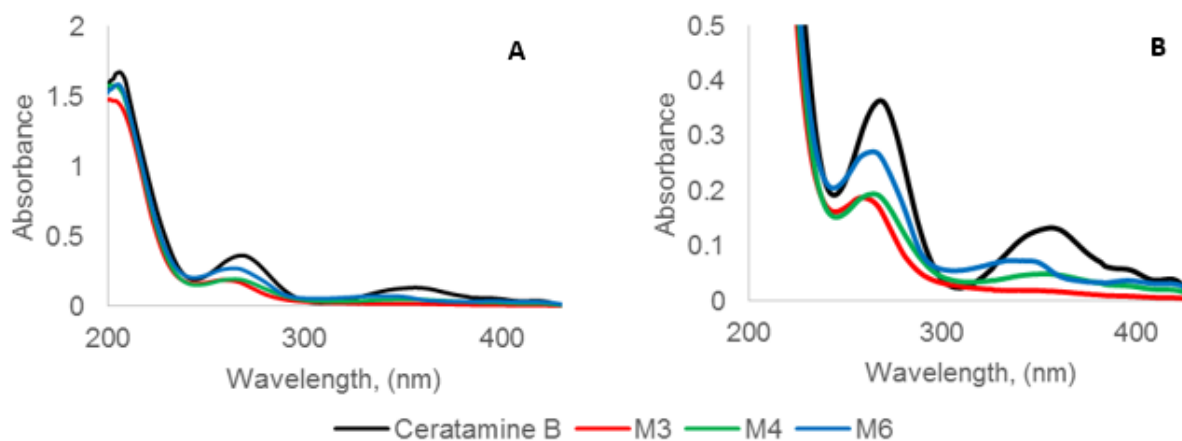 A
2
1.5
1
0.5
0
Absorbance
200 300 400
Wavelength, (nm)
B
0.5
0.4
0.3
0.2
0.1
0
Absorbance
200 300 400
Wavelength, (nm)
Ceratamine B M3 M4 M6